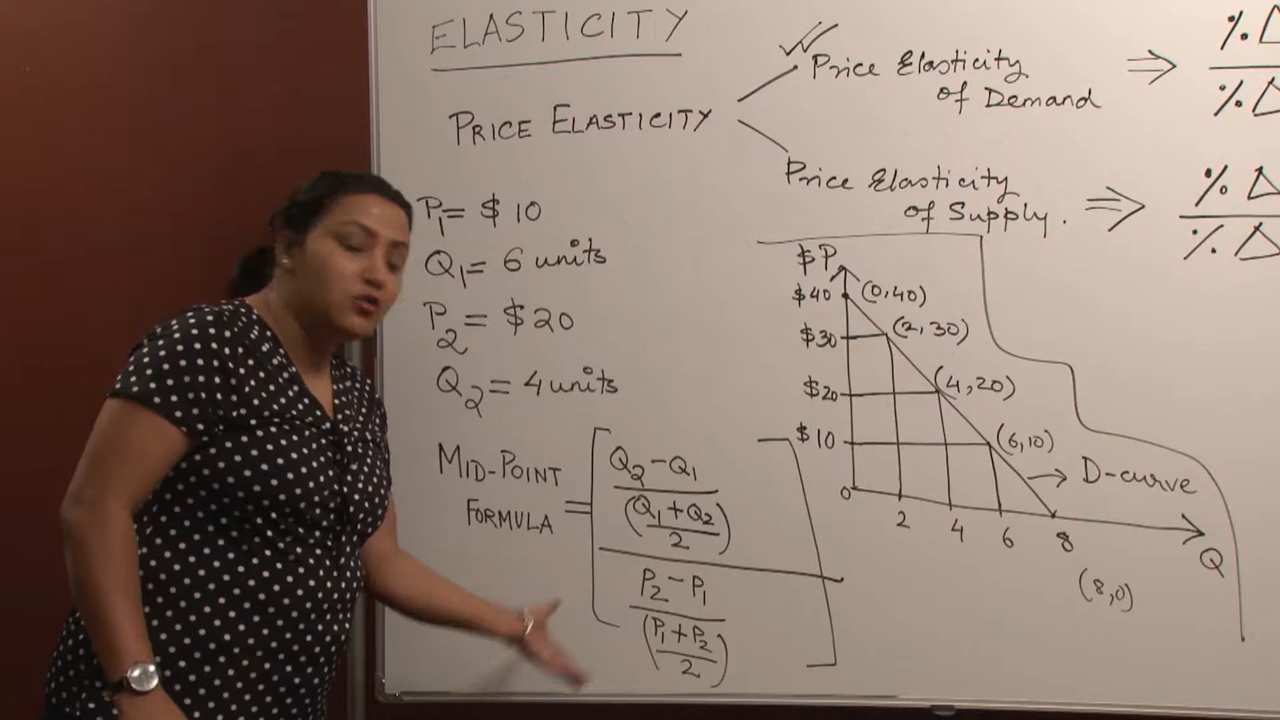 ELASTICITY
PRICE ELASTICITY
Price Elasticity
of Demand
⇒ %Δ
%Δ
Price Elasticity
of Supply. ⇒ %Δ
%Δ
P1 = $10
Q1 = 6 units
P2 = $20
Q2 = 4 units
MID-POINT
FORMULA =
Q2 - Q1
(Q1 + Q2
2)
P2 - P1
(P1 + P2
2)
$P
$40 (0,40)
$30 (2,30)
$20 (4,20)
$10 (6,10)
→ D-curve
0 2 4 6 8 Q
(8,0)